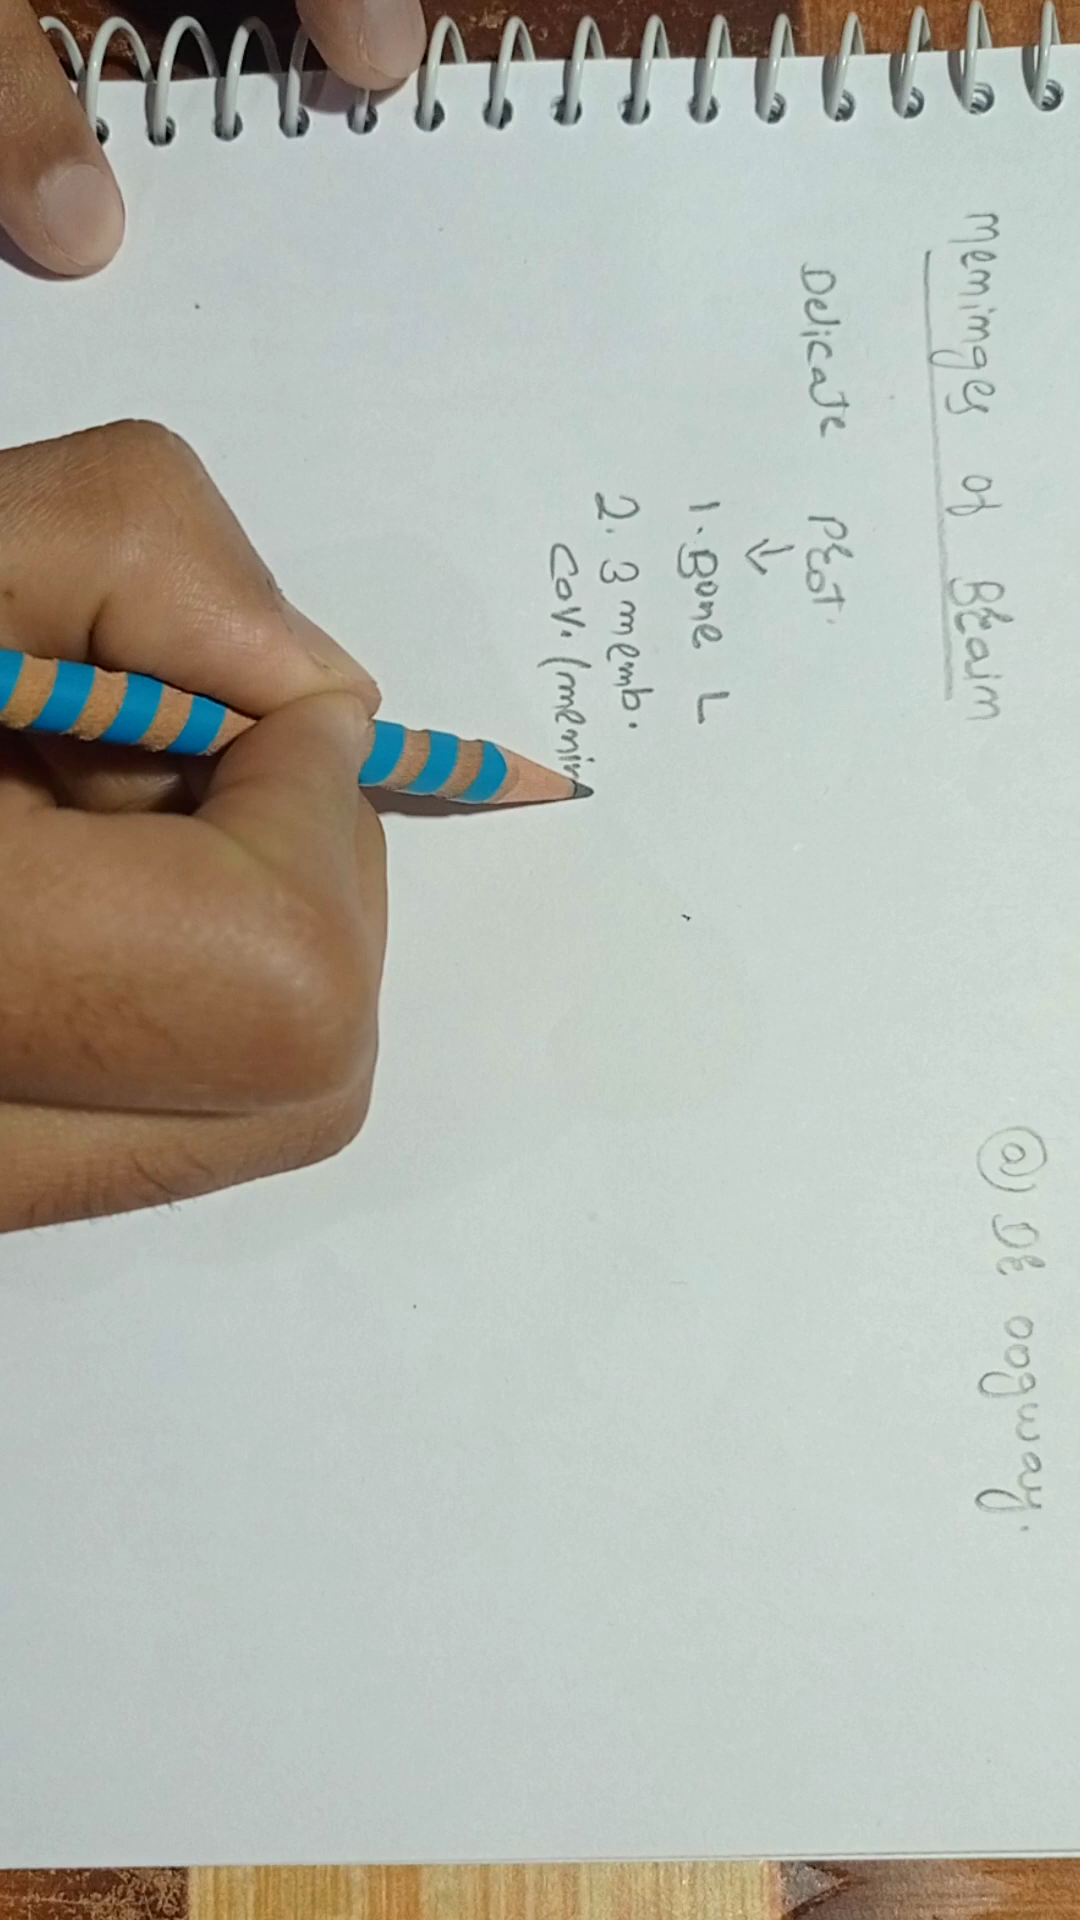 Meninges of Brain
@) Dr oogway.
Delicate Prot.
↓
1. Bone L
2. 3 memb.
Cov. (menin